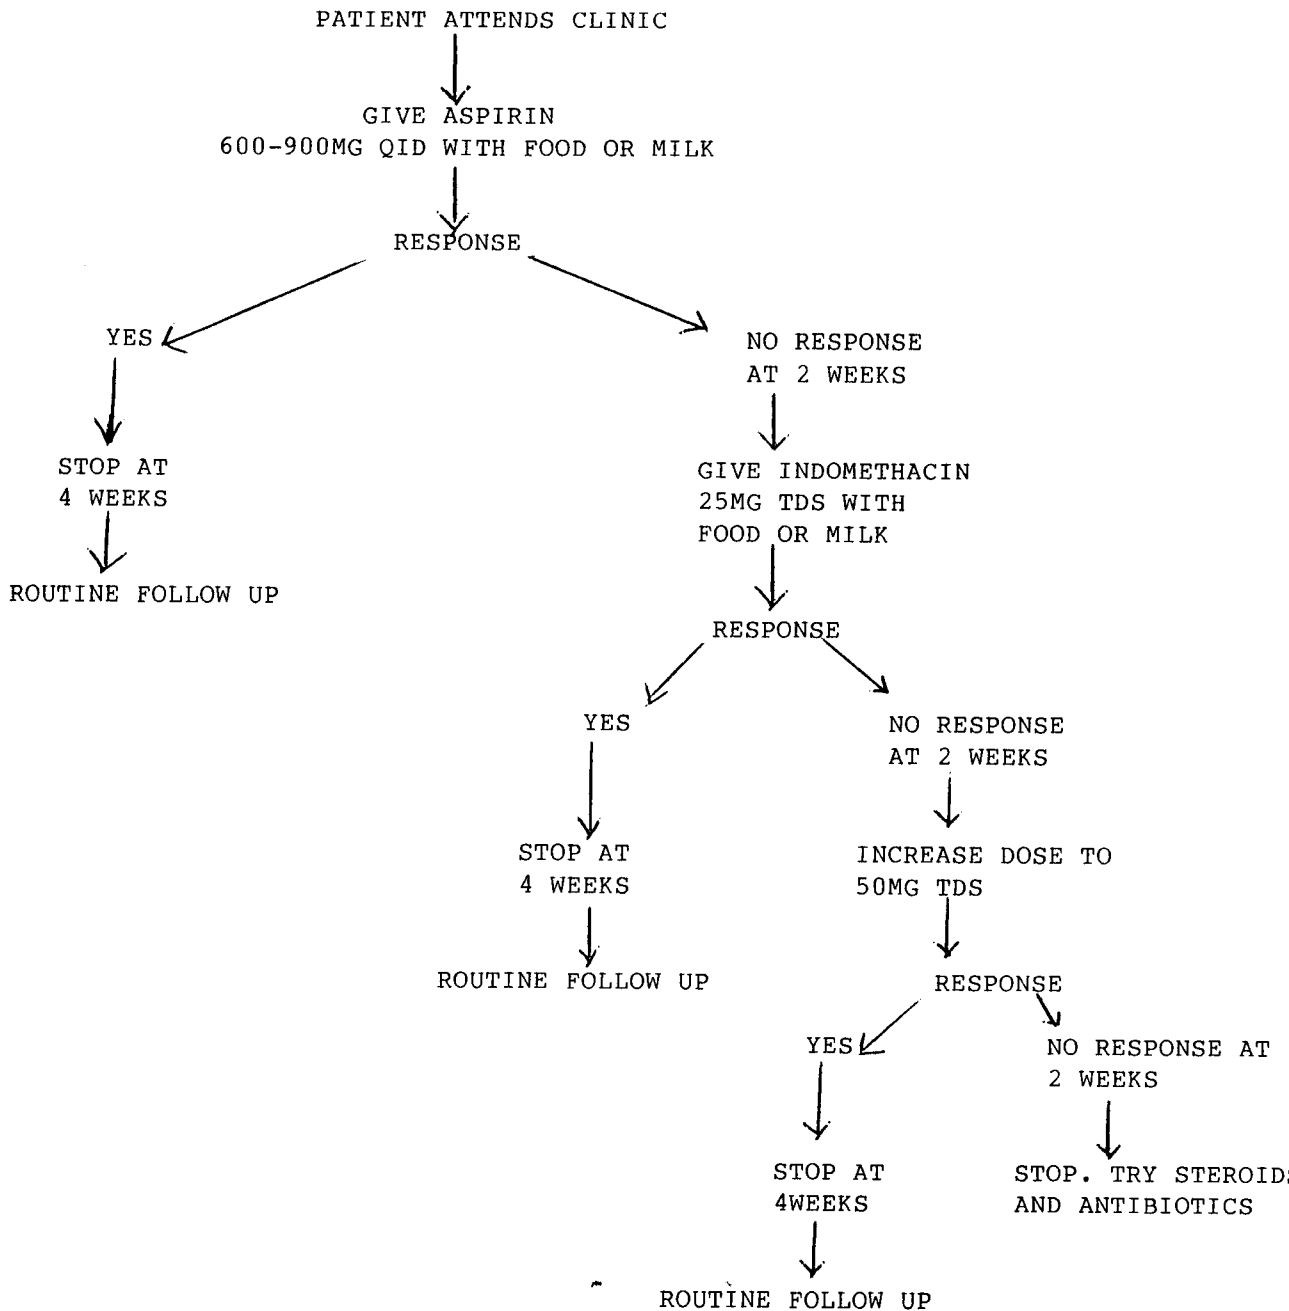 PATIENT ATTENDS CLINIC
GIVE ASPIRIN
600-900MG QID WITH FOOD OR MILK
RESPONSE
YES
NO RESPONSE
AT 2 WEEKS
STOP AT
4 WEEKS
ROUTINE FOLLOW UP
GIVE INDOMETHACIN
25MG TDS WITH
FOOD OR MILK
RESPONSE
YES
NO RESPONSE
AT 2 WEEKS
STOP AT
4 WEEKS
ROUTINE FOLLOW UP
INCREASE DOSE TO
50MG TDS
RESPONSE
YES
NO RESPONSE AT
2 WEEKS
STOP AT
4WEEKS
ROUTINE FOLLOW UP
STOP. TRY STEROIDS
AND ANTIBIOTICS